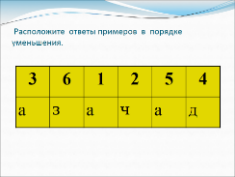 Расположите ответы примеров в порядке
уменьшения.
3 6 1 2 5 4
а з а ч а д